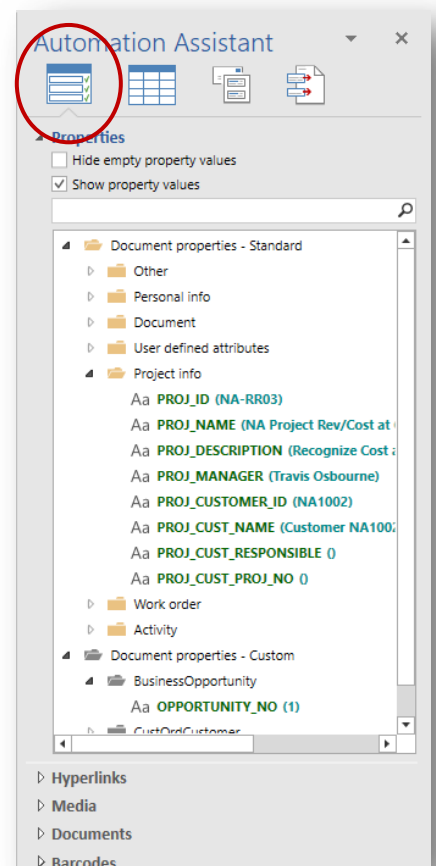 Automation Assistant
Properties
Hide empty property values
Show property values
Document properties - Standard
Other
Personal info
Document
User defined attributes
Project info
Aa PROJ_ID (NA-RR03)
Aa PROJ_NAME (NA Project Rev/Cost at
Aa PROJ_DESCRIPTION (Recognize Cost
Aa PROJ_MANAGER (Travis Osbourne)
Aa PROJ_CUSTOMER_ID (NA1002)
Aa PROJ_CUST_NAME (Customer NA1002
Aa PROJ_CUST_RESPONSIBLE ()
Aa PROJ_CUST_PROJ_NO ()
Work order
Activity
Document properties - Custom
BusinessOpportunity
Aa OPPORTUNITY_NO (1)
CustOrdCustomer
Hyperlinks
Media
Documents
Barcodes